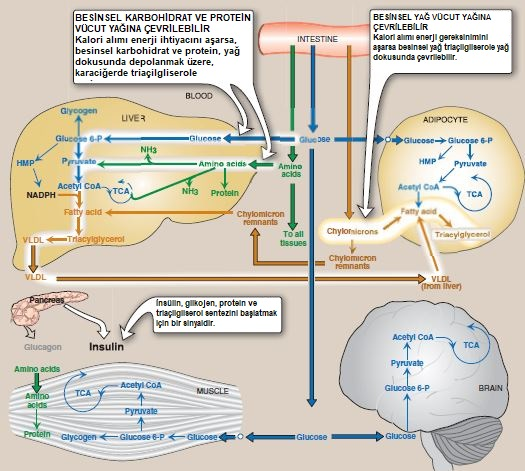 BESİNSEL KARBOHİDRAT VE PROTEİN
VÜCUT YAĞINA ÇEVRİLEBİLİR
Kalori alımı enerji ihtiyacını aşarsa,
besinsel karbohidrat ve protein, yağ
dokusunda depolanmak üzere,
karaciğerde triaçilgliserole
BESİNSEL YAĞ VÜCUT YAĞINA
ÇEVRİLEBİLİR
Kalori alımı enerji gereksinimini
aşarsa besinsel yağ triaçilgliserole yağ
dokusunda çevrilebilir.
INTESTINE
BLOOD
LIVER
Glycogen
Glucose 6-P
Glucose
Glucose
HMP
Pyruvate
NH3
Amino acids
Amino
acids
Acetyl CoA
TCA
NH3
Protein
NADPH
Fatty acid
Chylomicron
remnants
To all
tissues
VLDL
Triacylglycerol
VLDL
ADIPOCYTE
Glucose
Glucose 6-P
HMP
Pyruvate
Acetyl CoA
TCA
Fatty acid
Chylomicrons
Triacylglycerol
Chylomicron
remnants
VLDL
(from liver)
Pancreas
İnsülin, glikojen, protein ve
triaçilgliserol sentezini başlatmak
için bir sinyaldir.
Glucagon
Insulin
Amino acids
Amino
acids
Protein
TCA
Acetyl CoA
MUSCLE
Pyruvate
Glycogen
Glucose 6-P
Glucose
Glucose
Glucose
Acetyl CoA
TCA
Pyruvate
Glucose 6-P
BRAIN